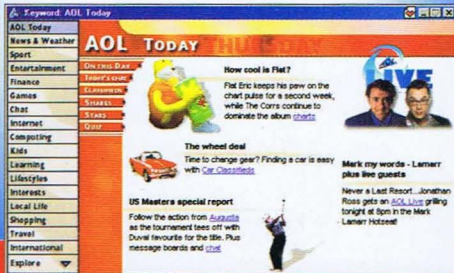 Keyword: AOL Today
AOL Today
News & Weather
Sport
Entertainment
Finance
Games
Chat
Internet
Computing
Kids
Learning
Lifestyles
Interests
Local Life
Shopping
Travel
International
Explore
AOL TODAY THURSDAY
ON THIS DAY
TODAY'S CHAT
CLASSIFIEDS
SHARES
STARS
QUIZ
How cool is Flat?
Flat Eric keeps his paw on the
chart pulse for a second week,
while The Corrs continue to
dominate the album charts
The wheel deal
Time to change gear? Finding a car is easy
with Car Classifieds
US Masters special report
Follow the action from Augusta
as the tournament tees off with
Duval favourite for the title. Plus
message boards and chat
AOL
LIVE
Mark my words - Lamarr
plus live guests
Never a Last Resort...Jonathan
Ross gets an AOL Live grilling
tonight at 8pm in the Mark
Lamarr Hotseat!